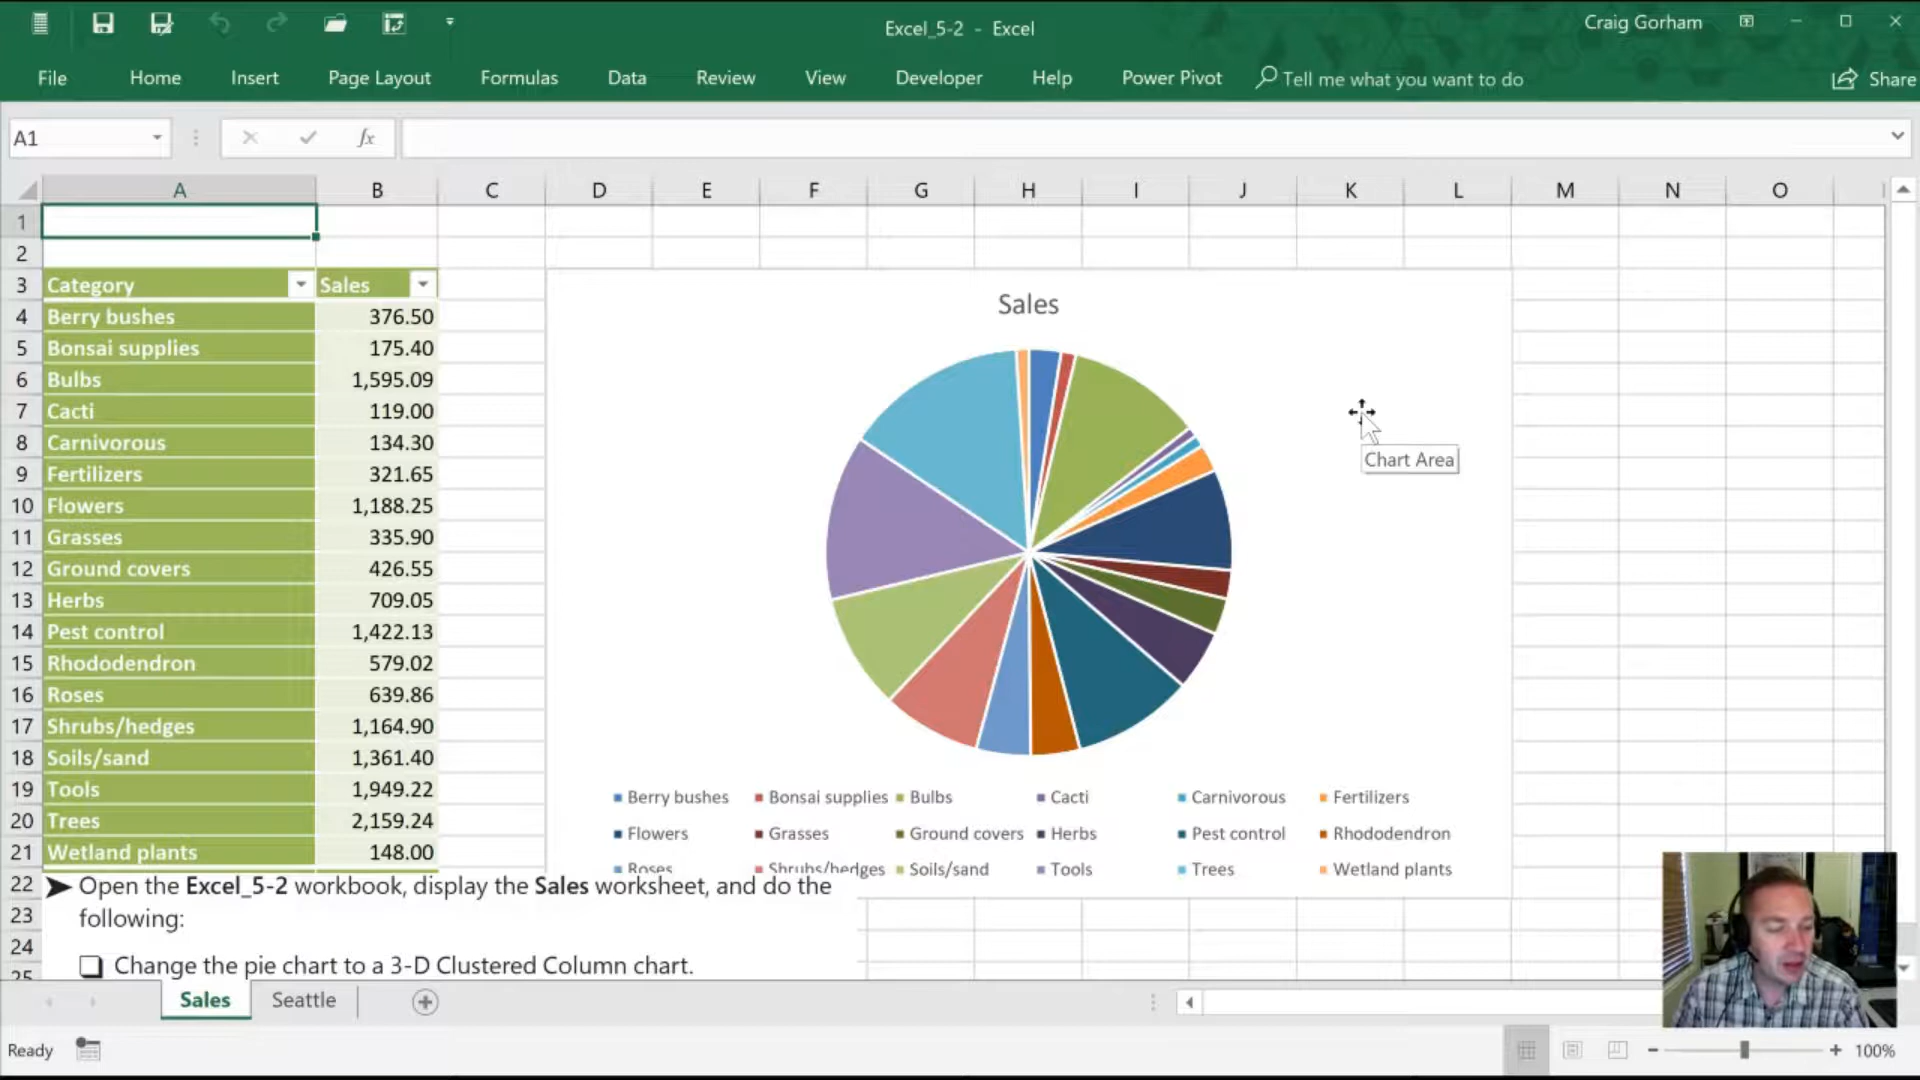 Excel_5-2 - Excel
Craig Gorham
File Home Insert Page Layout Formulas Data Review View Developer Help Power Pivot Tell me what you want to do Share
A1 fx
A B C D E F G H I J K L M N O
1
2
3 Category Sales
4 Berry bushes 376.50
5 Bonsai supplies 175.40
6 Bulbs 1,595.09
7 Cacti 119.00
8 Carnivorous 134.30
9 Fertilizers 321.65
10 Flowers 1,188.25
11 Grasses 335.90
12 Ground covers 426.55
13 Herbs 709.05
14 Pest control 1,422.13
15 Rhododendron 579.02
16 Roses 639.86
17 Shrubs/hedges 1,164.90
18 Soils/sand 1,361.40
19 Tools 1,949.22
20 Trees 2,159.24
21 Wetland plants 148.00
Sales
Chart Area
Berry bushes Bonsai supplies Bulbs Cacti Carnivorous Fertilizers
Flowers Grasses Ground covers Herbs Pest control Rhododendron
Roses Shrubs/hedges Soils/sand Tools Trees Wetland plants
22 Open the Excel_5-2 workbook, display the Sales worksheet, and do the
23 following:
24
25 Change the pie chart to a 3-D Clustered Column chart.
Sales Seattle
Ready 100%